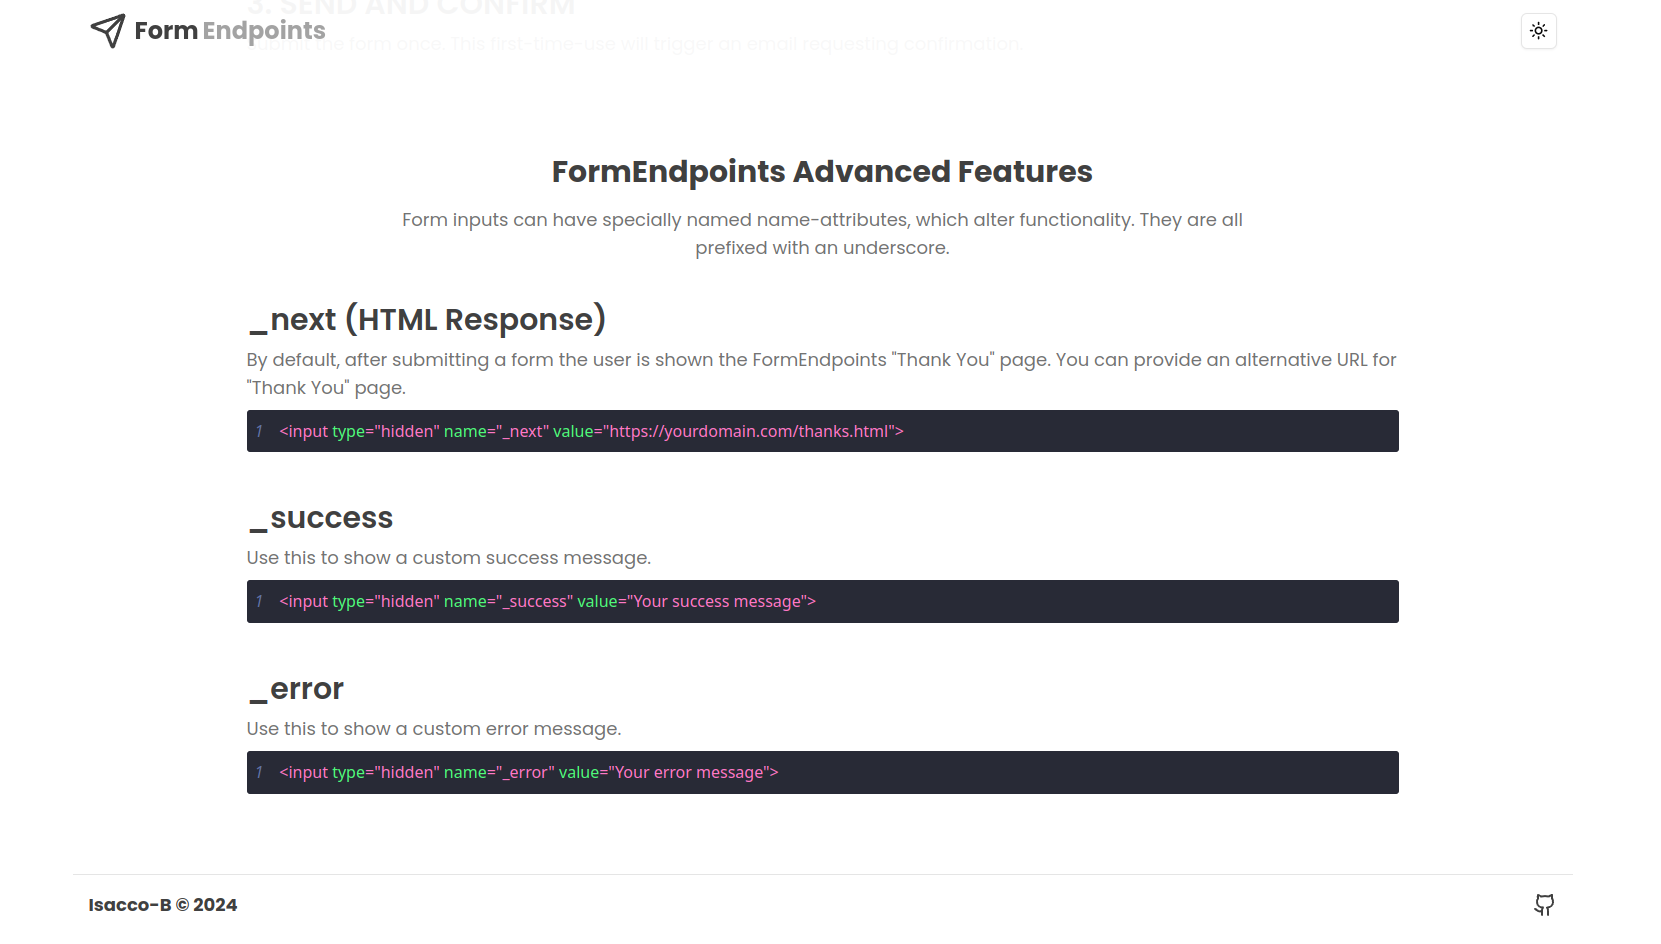 3. SEND AND CONFIRM
Form Endpoints
Submit the form once. This first-time-use will trigger an email requesting confirmation.
FormEndpoints Advanced Features
Form inputs can have specially named name-attributes, which alter functionality. They are all
prefixed with an underscore.
_next (HTML Response)
By default, after submitting a form the user is shown the FormEndpoints "Thank You" page. You can provide an alternative URL for
"Thank You" page.
1 <input type="hidden" name="_next" value="https://yourdomain.com/thanks.html">
_success
Use this to show a custom success message.
1 <input type="hidden" name="_success" value="Your success message">
_error
Use this to show a custom error message.
1 <input type="hidden" name="_error" value="Your error message">
Isacco-B © 2024